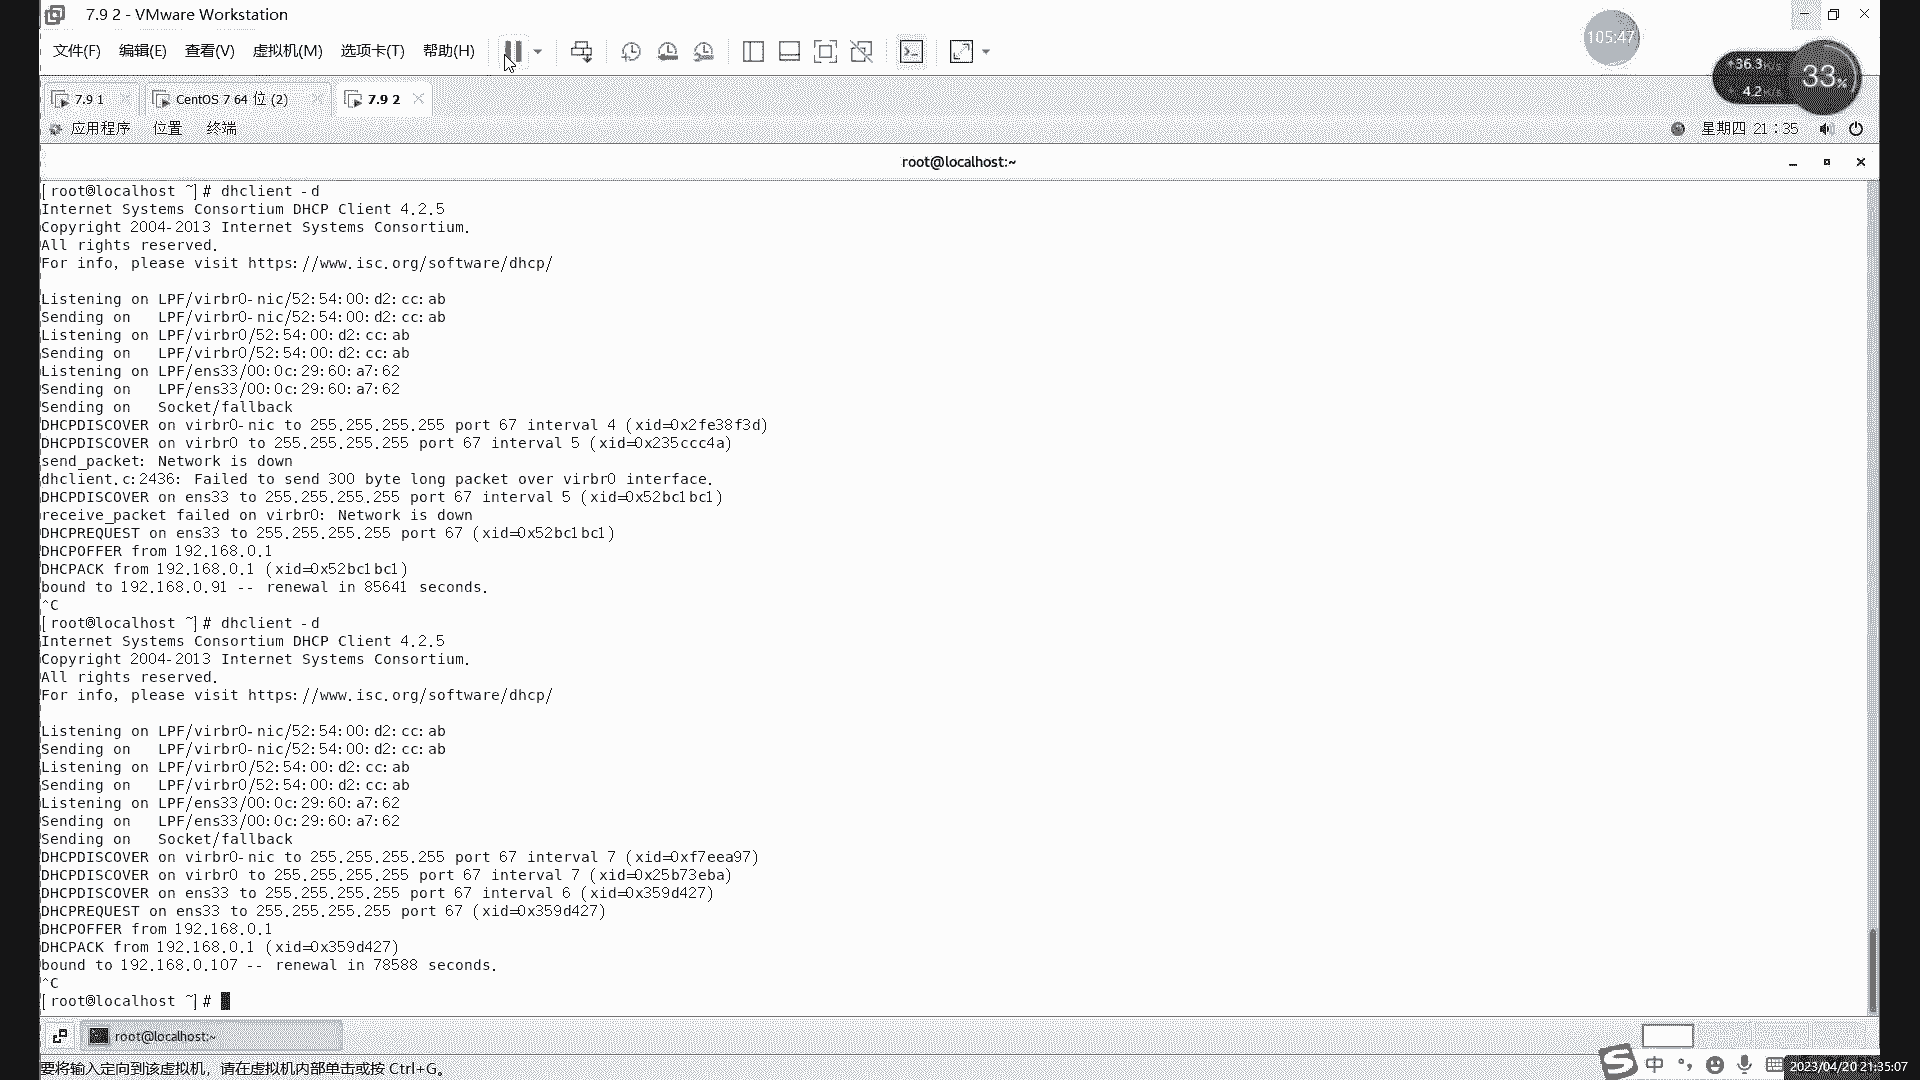 7.9 2 - VMware Workstation
文件(F) 编辑(E) 查看(V) 虚拟机(M) 选项卡(T) 帮助(H)
105:47
36.3
4.2
33%
7.9 1 CentOS 7 64 位 (2) 7.9 2
应用程序 位置 终端 星期四 21：35
root@localhost:~
[root@localhost ~]# dhclient -d
Internet Systems Consortium DHCP Client 4.2.5
Copyright 2004-2013 Internet Systems Consortium.
All rights reserved.
For info, please visit https://www.isc.org/software/dhcp/
Listening on LPF/virbr0-nic/52:54:00:d2:cc:ab
Sending on   LPF/virbr0-nic/52:54:00:d2:cc:ab
Listening on LPF/virbr0/52:54:00:d2:cc:ab
Sending on   LPF/virbr0/52:54:00:d2:cc:ab
Listening on LPF/ens33/00:0c:29:60:a7:62
Sending on   LPF/ens33/00:0c:29:60:a7:62
Sending on   Socket/fallback
DHCPDISCOVER on virbr0-nic to 255.255.255.255 port 67 interval 4 (xid=0x2fe38f3d)
DHCPDISCOVER on virbr0 to 255.255.255.255 port 67 interval 5 (xid=0x235ccc4a)
send_packet: Network is down
dhclient.c:2436: Failed to send 300 byte long packet over virbr0 interface.
DHCPDISCOVER on ens33 to 255.255.255.255 port 67 interval 5 (xid=0x52bc1bc1)
receive_packet failed on virbr0: Network is down
DHCPREQUEST on ens33 to 255.255.255.255 port 67 (xid=0x52bc1bc1)
DHCPOFFER from 192.168.0.1
DHCPACK from 192.168.0.1 (xid=0x52bc1bc1)
bound to 192.168.0.91 -- renewal in 85641 seconds.
^C
[root@localhost ~]# dhclient -d
Internet Systems Consortium DHCP Client 4.2.5
Copyright 2004-2013 Internet Systems Consortium.
All rights reserved.
For info, please visit https://www.isc.org/software/dhcp/
Listening on LPF/virbr0-nic/52:54:00:d2:cc:ab
Sending on   LPF/virbr0-nic/52:54:00:d2:cc:ab
Listening on LPF/virbr0/52:54:00:d2:cc:ab
Sending on   LPF/virbr0/52:54:00:d2:cc:ab
Listening on LPF/ens33/00:0c:29:60:a7:62
Sending on   LPF/ens33/00:0c:29:60:a7:62
Sending on   Socket/fallback
DHCPDISCOVER on virbr0-nic to 255.255.255.255 port 67 interval 7 (xid=0xf7eea97)
DHCPDISCOVER on virbr0 to 255.255.255.255 port 67 interval 7 (xid=0x25b73eba)
DHCPDISCOVER on ens33 to 255.255.255.255 port 67 interval 6 (xid=0x359d427)
DHCPREQUEST on ens33 to 255.255.255.255 port 67 (xid=0x359d427)
DHCPOFFER from 192.168.0.1
DHCPACK from 192.168.0.1 (xid=0x359d427)
bound to 192.168.0.107 -- renewal in 78588 seconds.
^C
[root@localhost ~]#
root@localhost:~
要将输入定向到该虚拟机，请在虚拟机内部单击或按 Ctrl+G。
中
2023/04/20 21:35:07